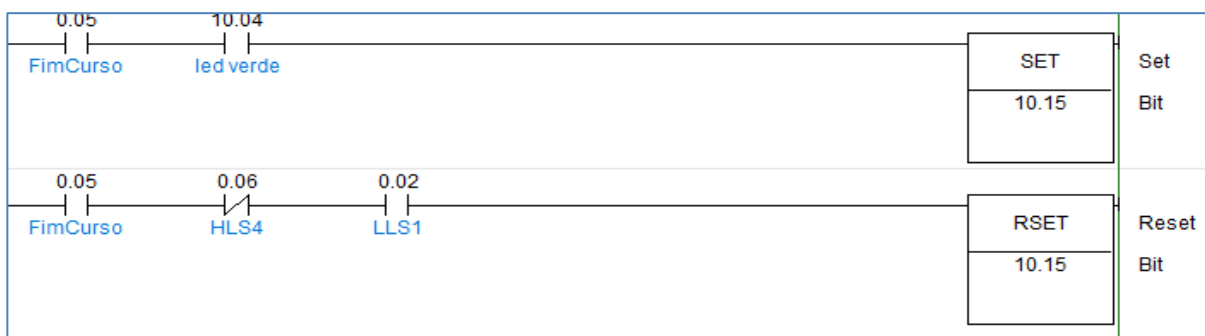 0.05 10.04
FimCurso led verde
SET Set
10.15 Bit
0.05 0.06 0.02
FimCurso HLS4 LLS1
RSET Reset
10.15 Bit